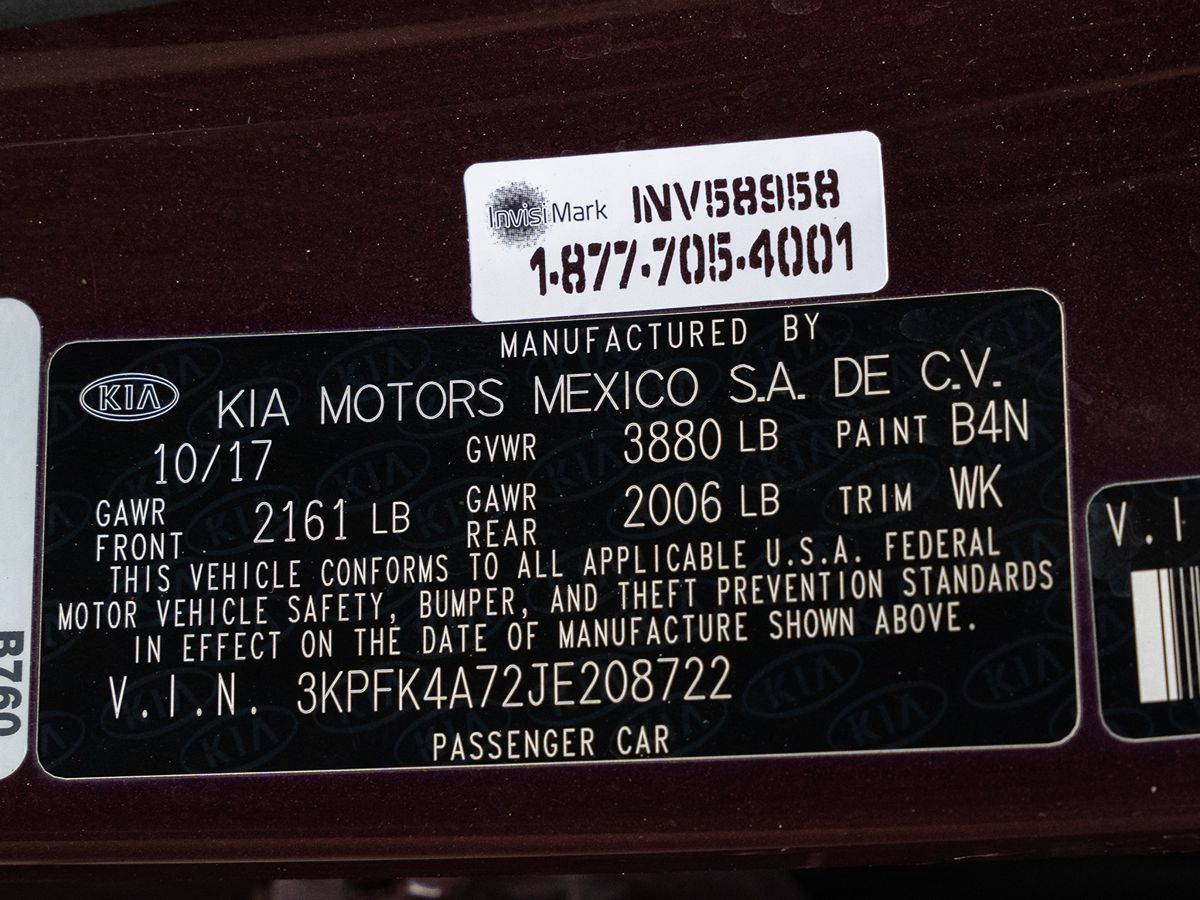 InvisiMark INV58958
1-877-705-4001
MANUFACTURED BY
KIA KIA MOTORS MEXICO S.A. DE C.V.
10/17 GVWR 3880 LB PAINT B4N
GAWR FRONT 2161 LB GAWR REAR 2006 LB TRIM WK
THIS VEHICLE CONFORMS TO ALL APPLICABLE U.S.A. FEDERAL
MOTOR VEHICLE SAFETY, BUMPER, AND THEFT PREVENTION STANDARDS
IN EFFECT ON THE DATE OF MANUFACTURE SHOWN ABOVE.
V.I.N. 3KPFK4A72JE208722
PASSENGER CAR
V.I